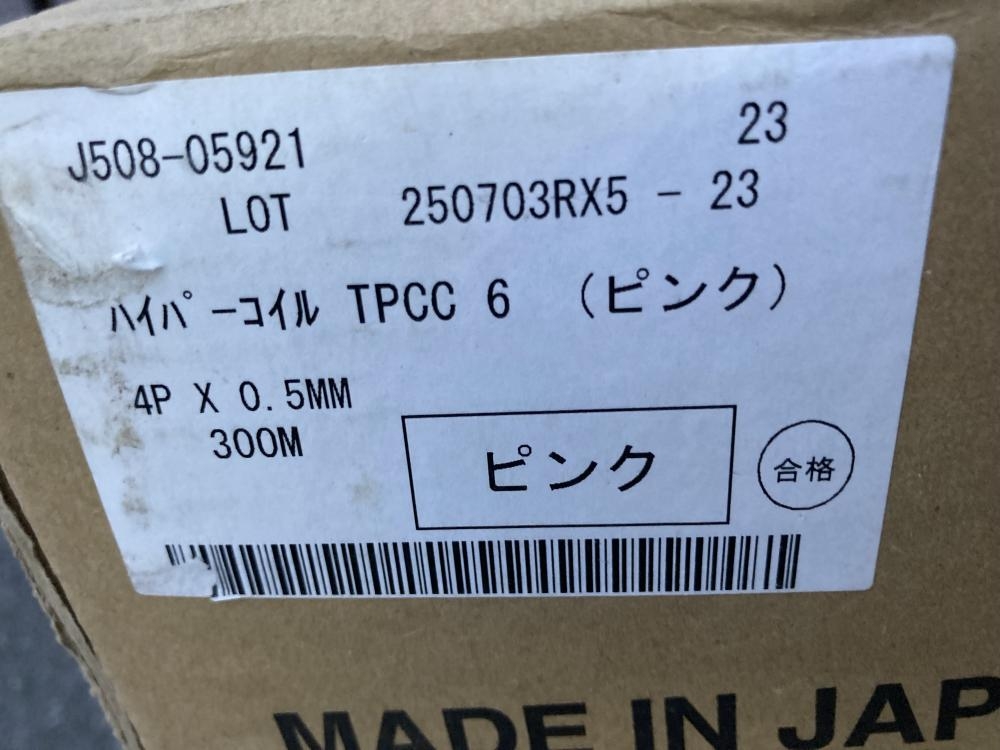 J508-05921 23
LOT 250703RX5 - 23
ﾊｲﾊﾟｰｺｲﾙ TPCC 6 （ピンク）
4P X 0.5MM
300M
ピンク
合格
MADE IN JAP